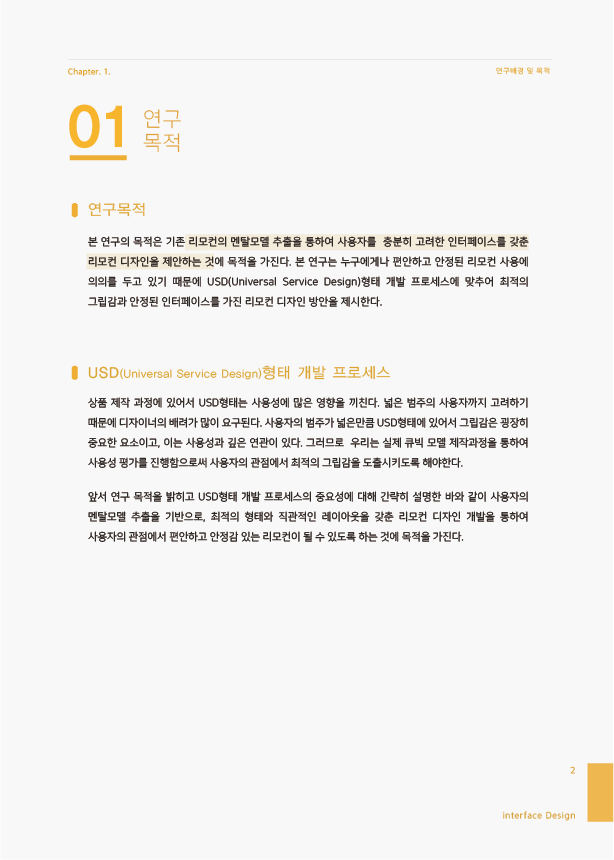 Chapter. 1.
연구배경 및 목적
01 연구
목적
연구목적
본 연구의 목적은 기존 리모컨의 멘탈모델 추출을 통하여 사용자를 충분히 고려한 인터페이스를 갖춘
리모컨 디자인을 제안하는 것에 목적을 가진다. 본 연구는 누구에게나 편안하고 안정된 리모컨 사용에
의의를 두고 있기 때문에 USD(Universal Service Design)형태 개발 프로세스에 맞추어 최적의
그립감과 안정된 인터페이스를 가진 리모컨 디자인 방안을 제시한다.
USD(Universal Service Design)형태 개발 프로세스
상품 제작 과정에 있어서 USD형태는 사용성에 많은 영향을 끼친다. 넓은 범주의 사용자까지 고려하기
때문에 디자이너의 배려가 많이 요구된다. 사용자의 범주가 넓은만큼 USD형태에 있어서 그립감은 굉장히
중요한 요소이고, 이는 사용성과 깊은 연관이 있다. 그러므로 우리는 실제 큐빅 모델 제작과정을 통하여
사용성 평가를 진행함으로써 사용자의 관점에서 최적의 그립감을 도출시키도록 해야한다.
앞서 연구 목적을 밝히고 USD형태 개발 프로세스의 중요성에 대해 간략히 설명한 바와 같이 사용자의
멘탈모델 추출을 기반으로, 최적의 형태와 직관적인 레이아웃을 갖춘 리모컨 디자인 개발을 통하여
사용자의 관점에서 편안하고 안정감 있는 리모컨이 될 수 있도록 하는 것에 목적을 가진다.
2
interface Design